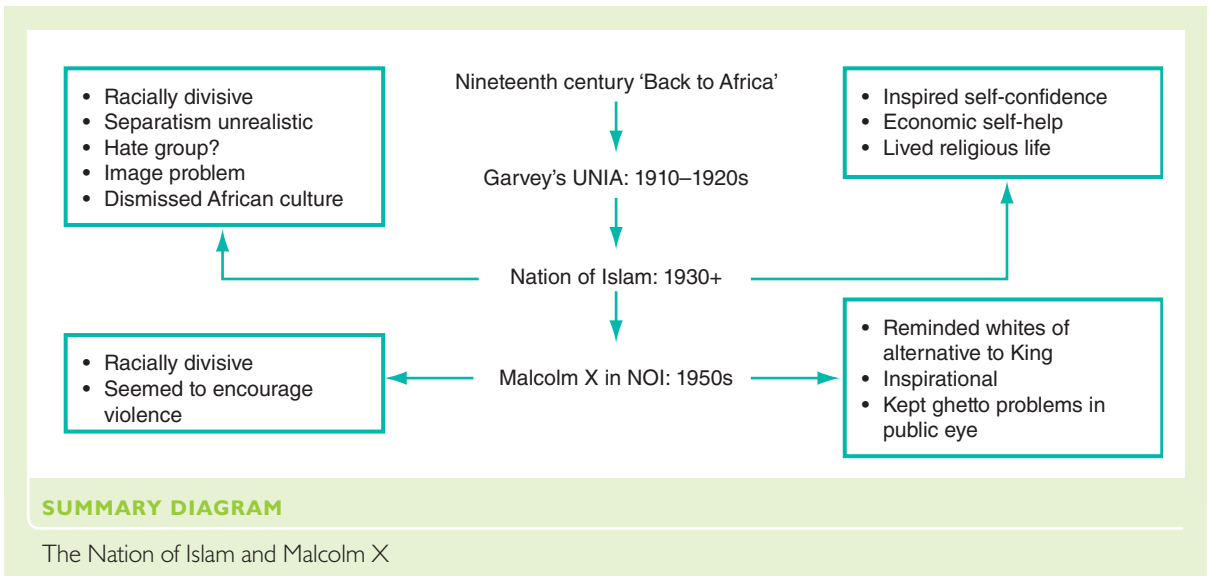 • Racially divisive
• Separatism unrealistic
• Hate group?
• Image problem
• Dismissed African culture
Nineteenth century ‘Back to Africa’
Garvey's UNIA: 1910–1920s
Nation of Islam: 1930+
Malcolm X in NOI: 1950s
• Inspired self-confidence
• Economic self-help
• Lived religious life
• Racially divisive
• Seemed to encourage
violence
• Reminded whites of
alternative to King
• Inspirational
• Kept ghetto problems in
public eye
SUMMARY DIAGRAM
The Nation of Islam and Malcolm X